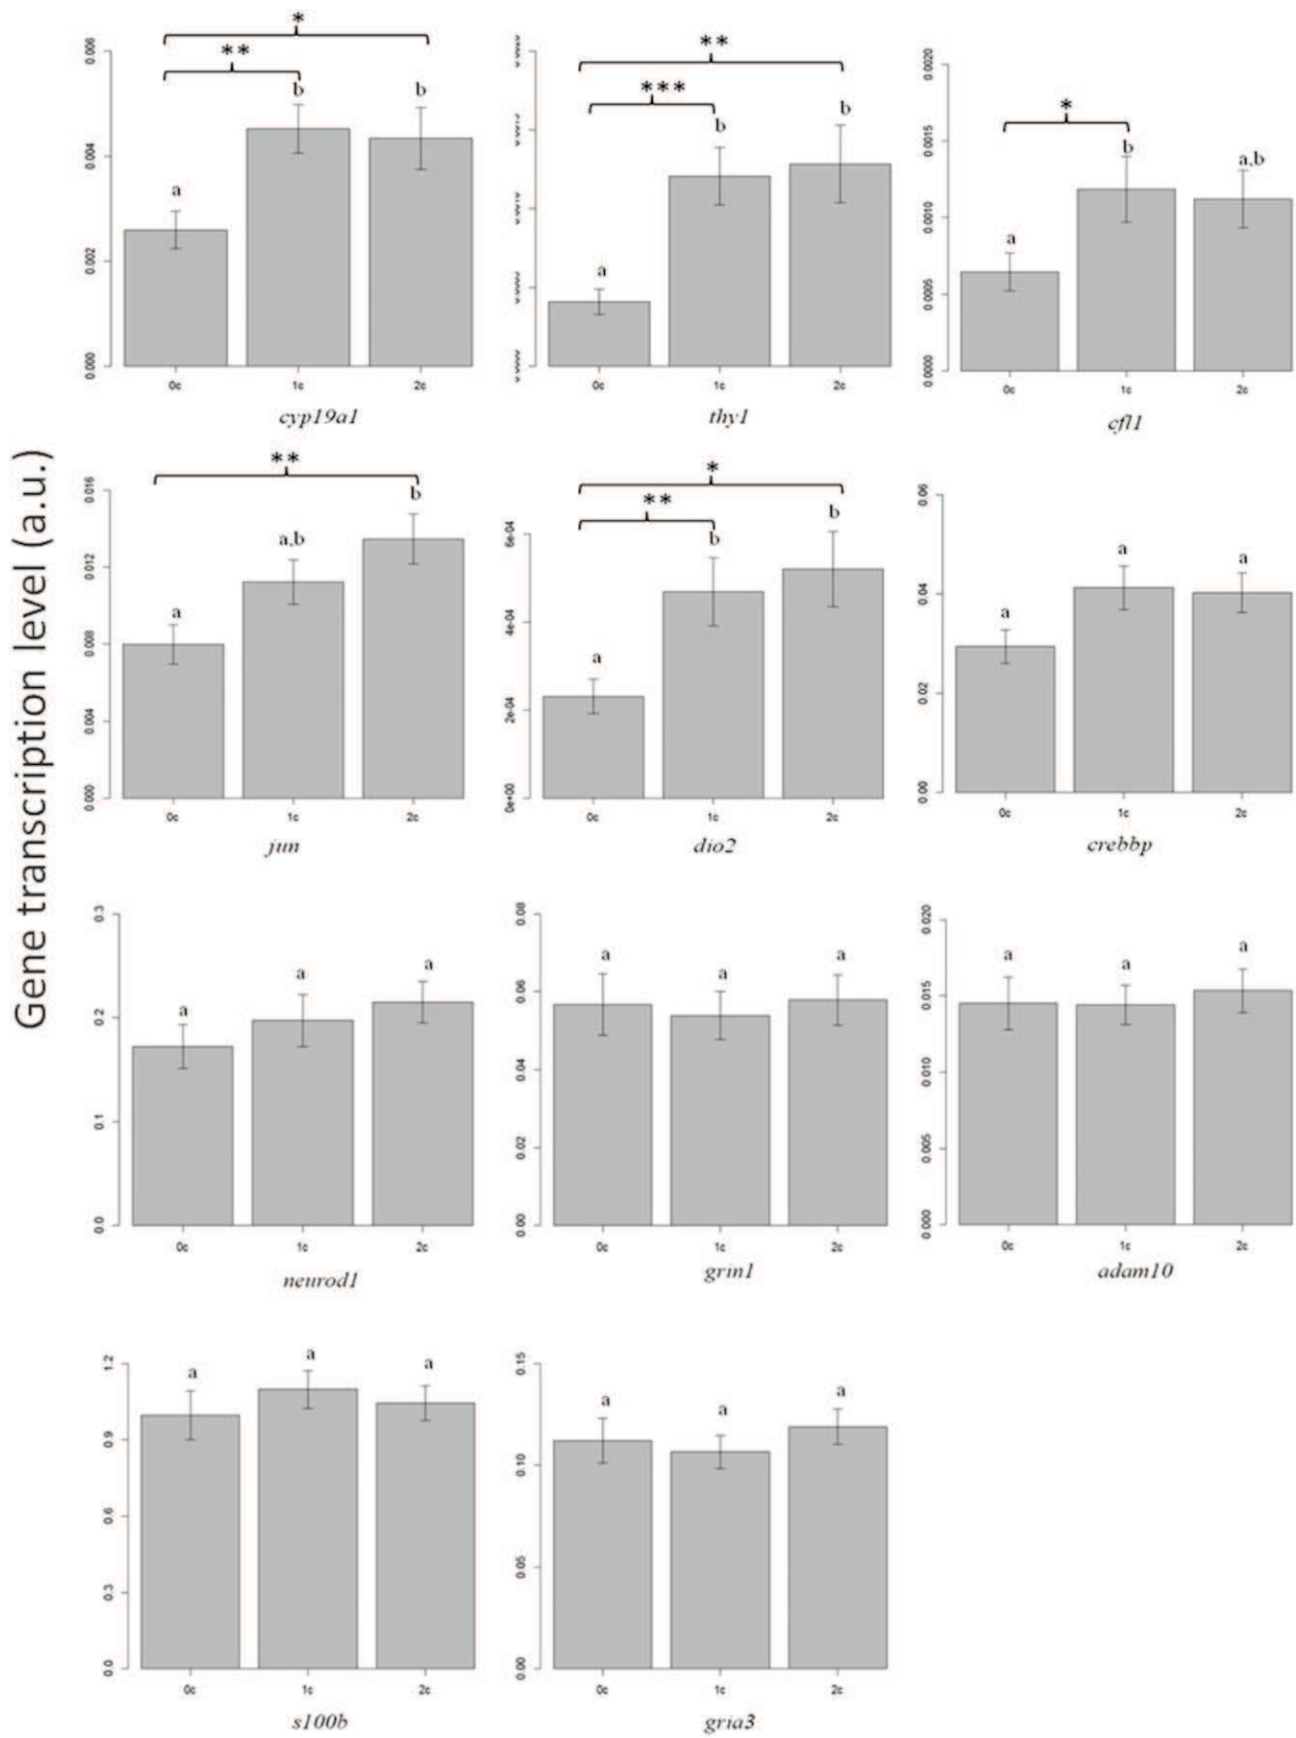 Gene transcription level (a.u.)
*
**
a
b
b
0.006
0.004
0.002
0.000
0c 1c 2c
cyp19a1
**
***
a
b
b
0c 1c 2c
thy1
*
a
b
a,b
0.0020
0.0015
0.0010
0.0005
0.0000
0c 1c 2c
cfl1
**
a
a,b
b
0.016
0.012
0.008
0.004
0.000
0c 1c 2c
jun
*
**
a
b
b
6e-04
4e-04
2e-04
0e+00
0c 1c 2c
dio2
a
a
a
0.06
0.04
0.02
0.00
0c 1c 2c
crebbp
a
a
a
0.3
0.2
0.1
0.0
0c 1c 2c
neurod1
a
a
a
0.08
0.06
0.04
0.02
0.00
0c 1c 2c
grin1
a
a
a
0.020
0.015
0.010
0.005
0.000
0c 1c 2c
adam10
a
a
a
1.2
0.9
0.6
0.3
0.0
0c 1c 2c
s100b
a
a
a
0.15
0.10
0.05
0.00
0c 1c 2c
gria3